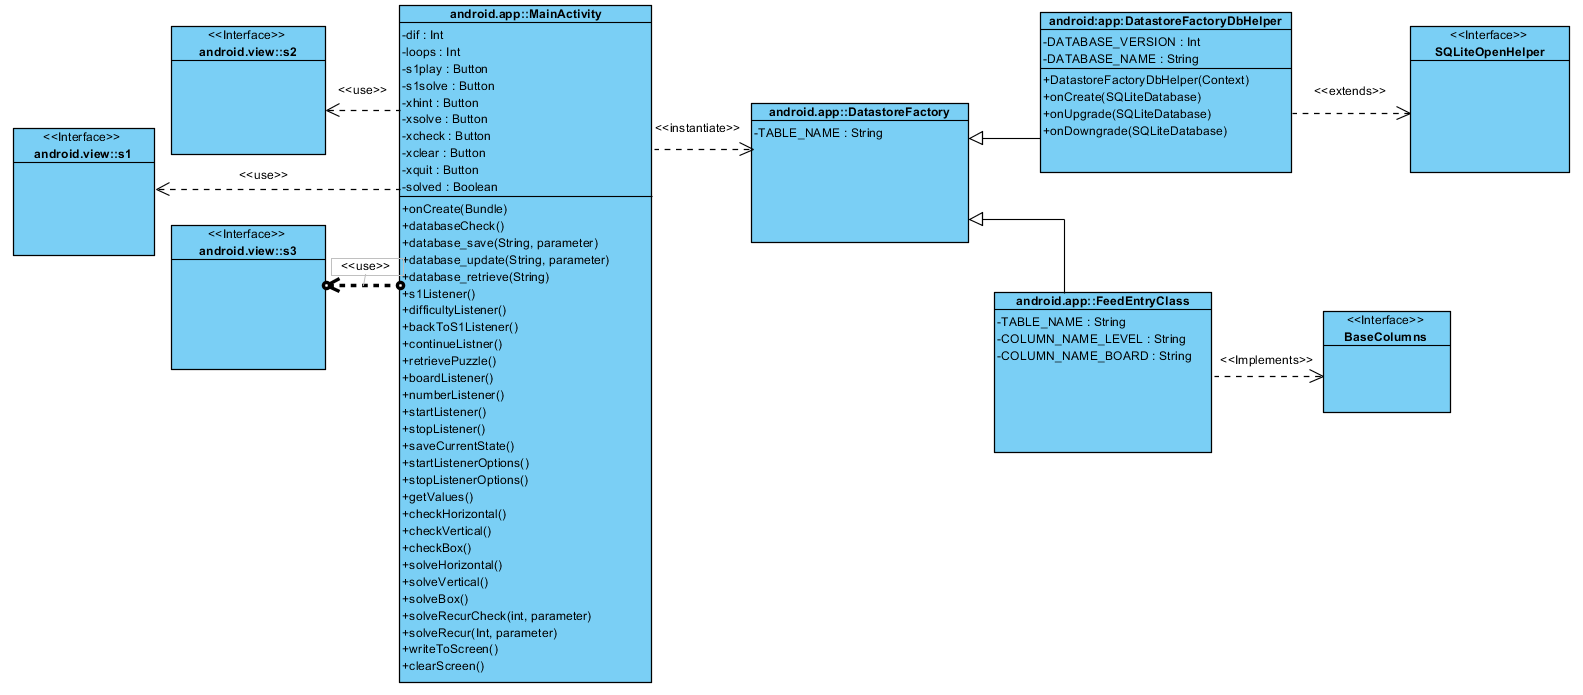 <<Interface>>
android.view::s1
<<Interface>>
android.view::s2
<<Interface>>
android.view::s3
<<use>>
<<use>>
<<use>>
android.app::MainActivity
-dif : Int
-loops : Int
-s1play : Button
-s1solve : Button
-xhint : Button
-xsolve : Button
-xcheck : Button
-xclear : Button
-xquit : Button
-solved : Boolean
+onCreate(Bundle)
+databaseCheck()
+database_save(String, parameter)
+database_update(String, parameter)
+database_retrieve(String)
+s1Listener()
+difficultyListener()
+backToS1Listener()
+continueListner()
+retrievePuzzle()
+boardListener()
+numberListener()
+startListener()
+stopListener()
+saveCurrentState()
+startListenerOptions()
+stopListenerOptions()
+getValues()
+checkHorizontal()
+checkVertical()
+checkBox()
+solveHorizontal()
+solveVertical()
+solveBox()
+solveRecurCheck(int, parameter)
+solveRecur(Int, parameter)
+writeToScreen()
+clearScreen()
<<instantiate>>
android.app::DatastoreFactory
-TABLE_NAME : String
android:app:DatastoreFactoryDbHelper
-DATABASE_VERSION : Int
-DATABASE_NAME : String
+DatastoreFactoryDbHelper(Context)
+onCreate(SQLiteDatabase)
+onUpgrade(SQLiteDatabase)
+onDowngrade(SQLiteDatabase)
<<extends>>
<<Interface>>
SQLiteOpenHelper
android.app::FeedEntryClass
-TABLE_NAME : String
-COLUMN_NAME_LEVEL : String
-COLUMN_NAME_BOARD : String
<<Implements>>
<<Interface>>
BaseColumns